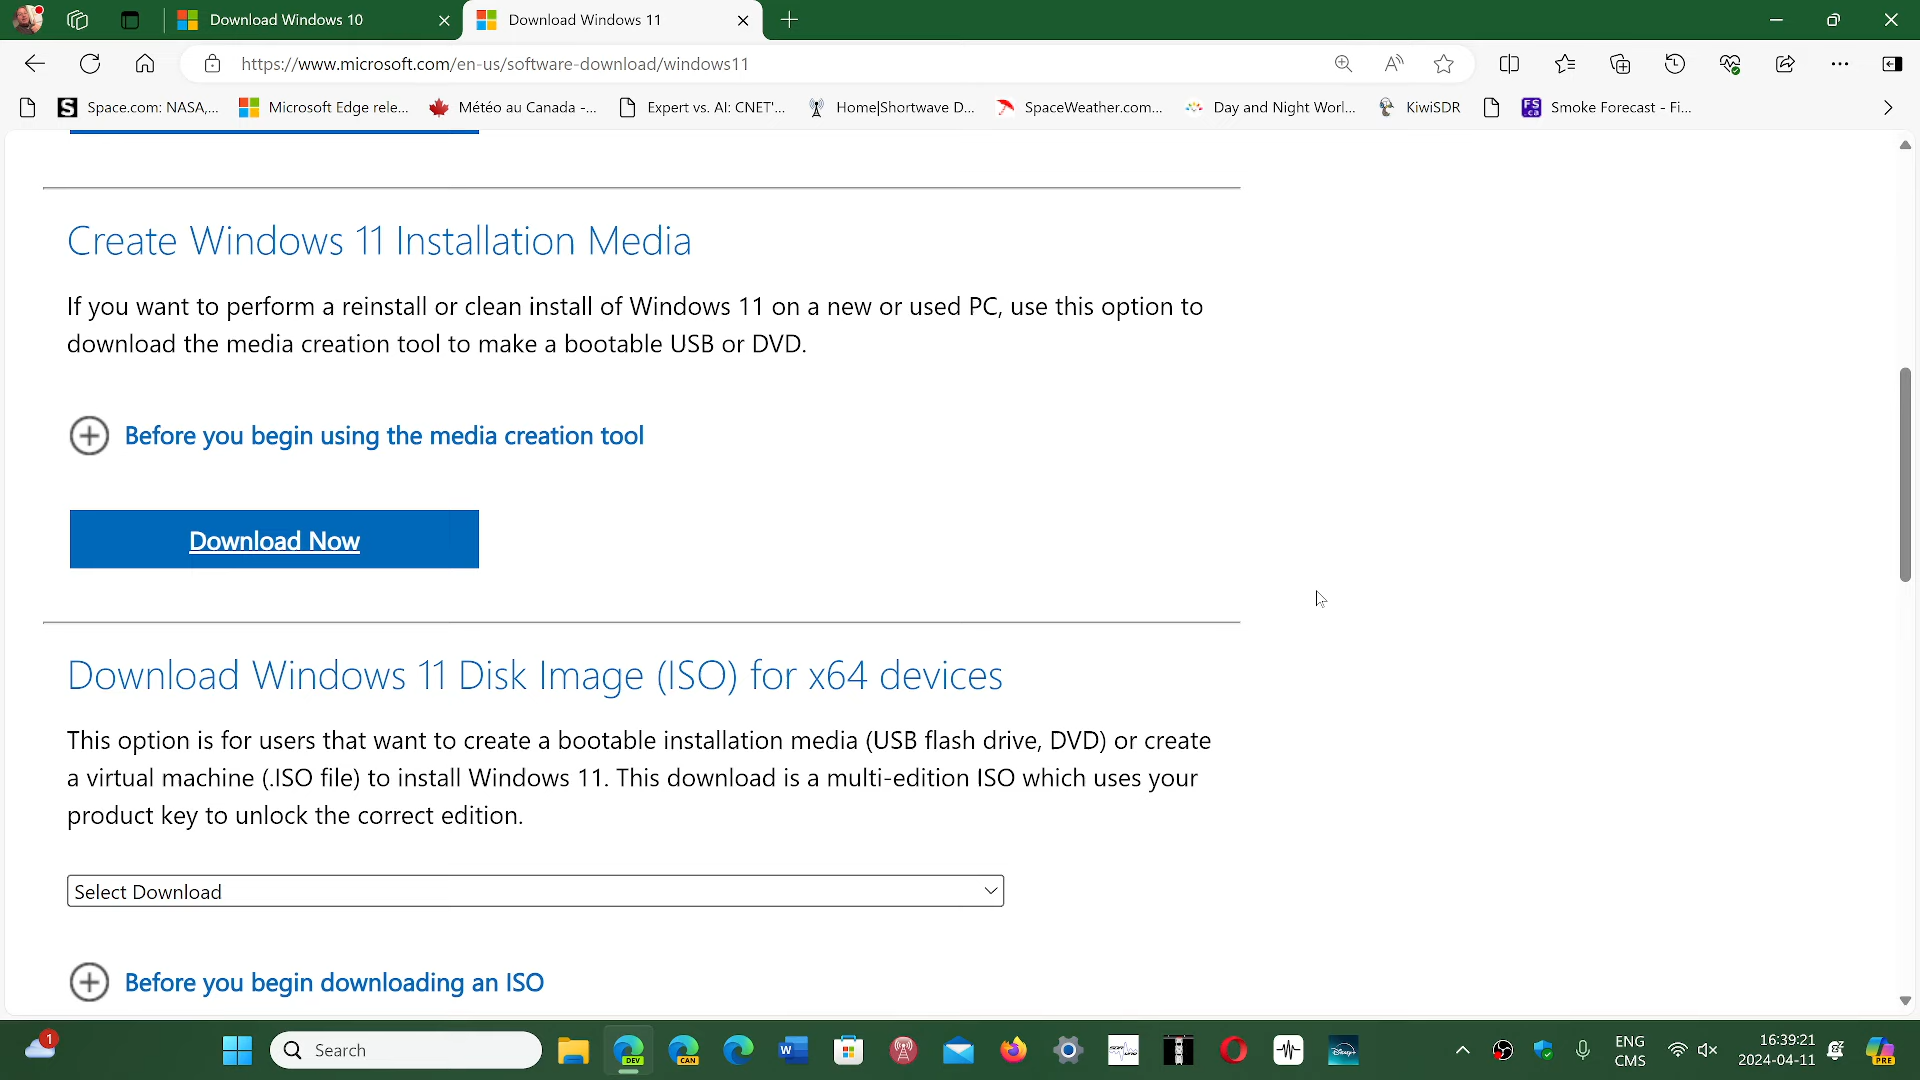 Download Windows 10
Download Windows 11
https://www.microsoft.com/en-us/software-download/windows11
Space.com: NASA,...
Microsoft Edge rele...
Météo au Canada -...
Expert vs. AI: CNET'...
Home|Shortwave D...
SpaceWeather.com...
Day and Night Worl...
KiwiSDR
FS
.ca
Smoke Forecast - Fi...
Create Windows 11 Installation Media
If you want to perform a reinstall or clean install of Windows 11 on a new or used PC, use this option to
download the media creation tool to make a bootable USB or DVD.
Before you begin using the media creation tool
Download Now
Download Windows 11 Disk Image (ISO) for x64 devices
This option is for users that want to create a bootable installation media (USB flash drive, DVD) or create
a virtual machine (.ISO file) to install Windows 11. This download is a multi-edition ISO which uses your
product key to unlock the correct edition.
Select Download
Before you begin downloading an ISO
1
Search
DEV
CAN
W
Disney+
ENG
CMS
16:39:21
2024-04-11
PRE